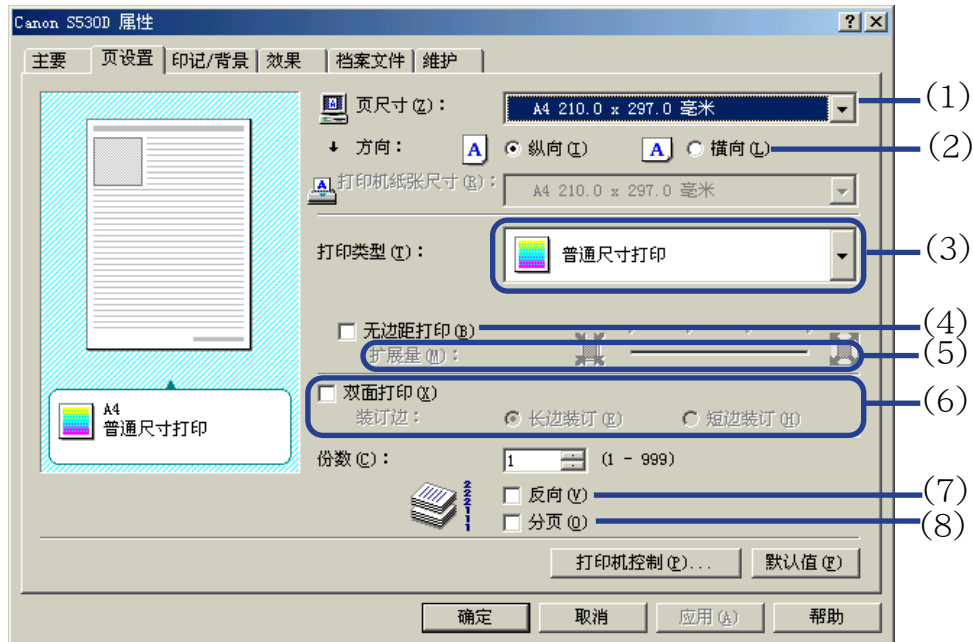 Canon S530D 属性
主要 页设置 印记/背景 效果 档案文件 维护
页尺寸(Z): A4 210.0 x 297.0 毫米 (1)
方向: A 纵向(I) A 横向(L) (2)
打印机纸张尺寸(R): A4 210.0 x 297.0 毫米
打印类型(T): 普通尺寸打印 (3)
无边距打印(B) (4)
扩展量(M): (5)
双面打印(X) (6)
装订边: 长边装订(E) 短边装订(H)
A4
普通尺寸打印
份数(C): 1 (1 - 999)
反向(V) (7)
分页(O) (8)
222111
打印机控制(P)... 默认值(F)
确定 取消 应用(A) 帮助